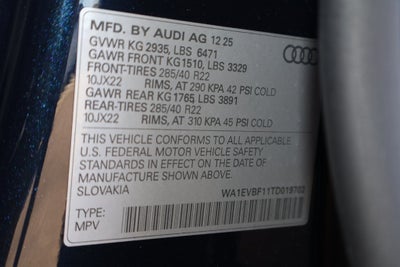 MFD. BY AUDI AG 12 25
GVWR KG 2935, LBS 6471
GAWR FRONT KG1510, LBS 3329
FRONT-TIRES 285/40 R22
10JX22 RIMS, AT 290 KPA 42 PSI COLD
GAWR REAR KG 1765, LBS 3891
REAR-TIRES 285/40 R22
10JX22 RIMS, AT 310 KPA 45 PSI COLD
THIS VEHICLE CONFORMS TO ALL APPLICABLE
U.S. FEDERAL MOTOR VEHICLE SAFETY
STANDARDS IN EFFECT ON THE DATE OF
MANUFACTURE SHOWN ABOVE.
SLOVAKIA WA1EVBF11TD019702
TYPE:
MPV